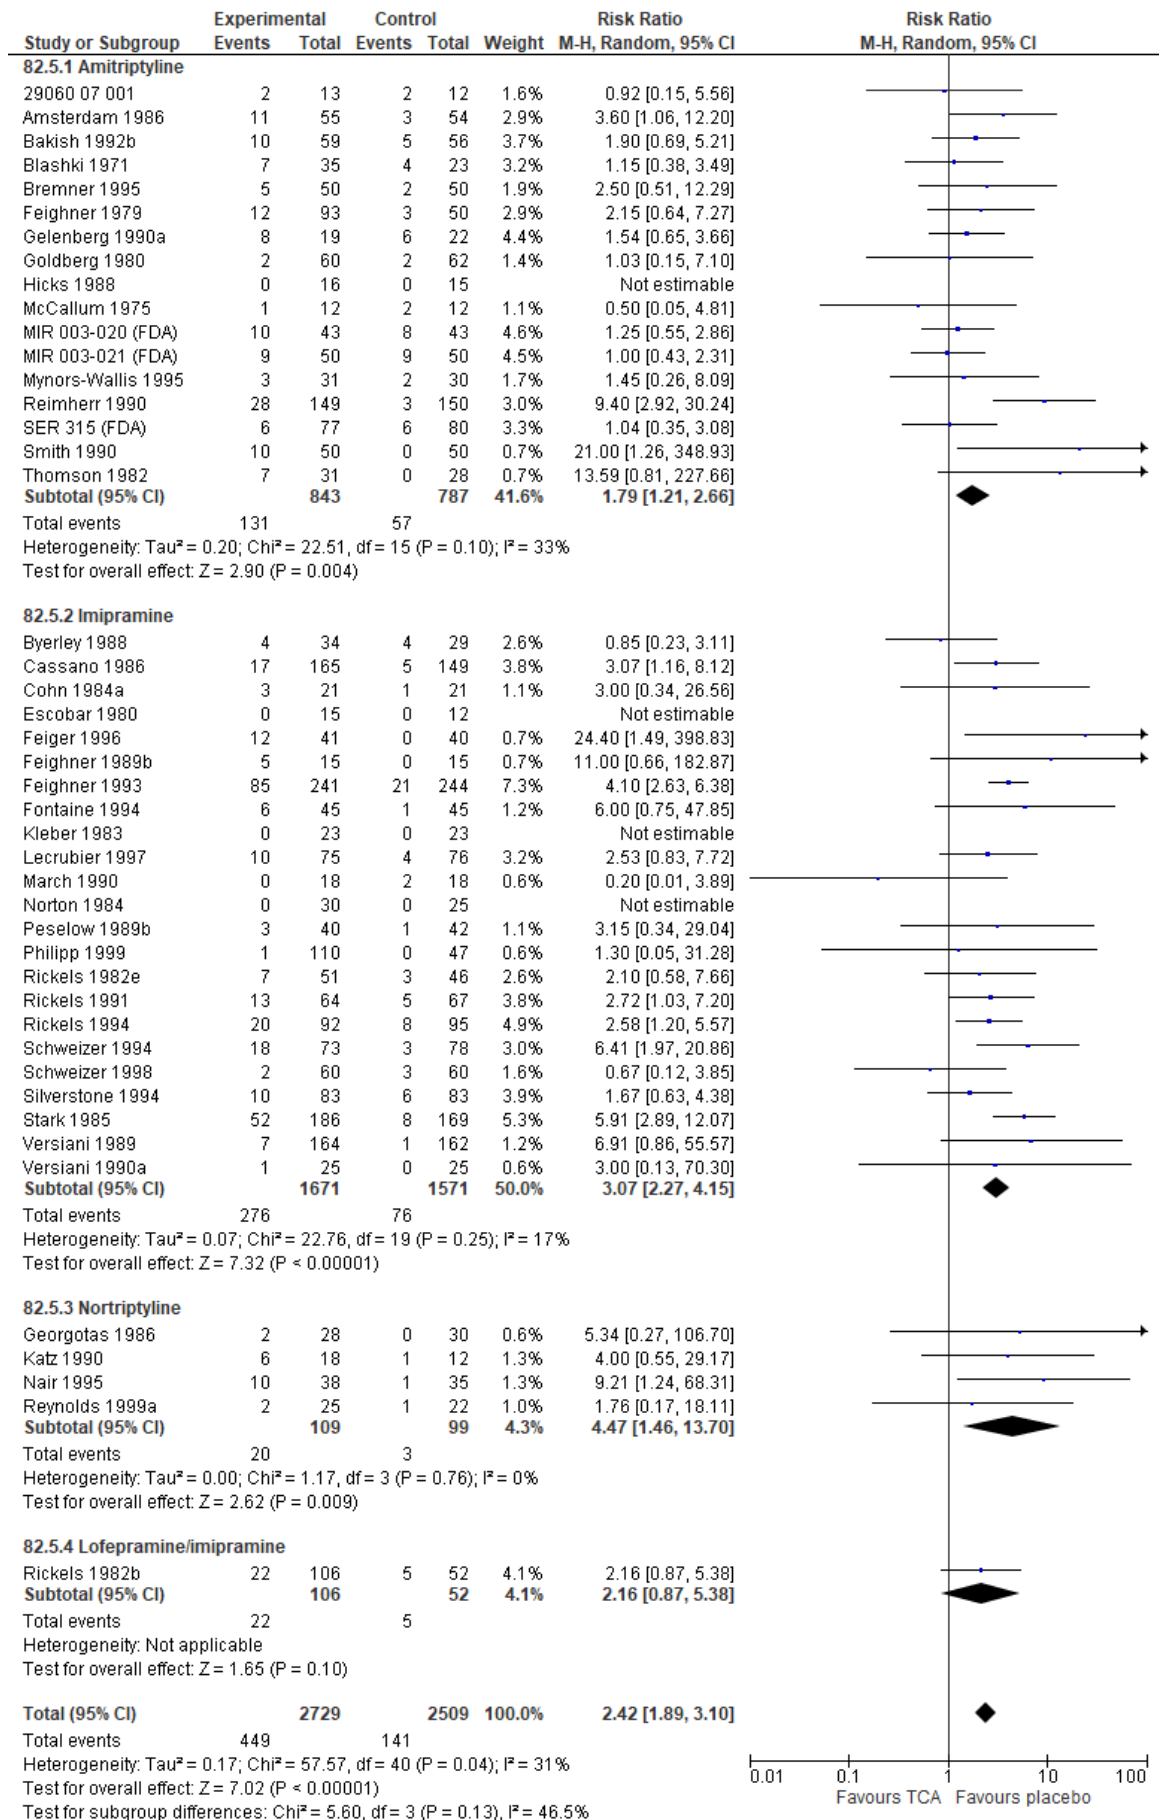 Experimental Control Risk Ratio Risk Ratio
Study or Subgroup Events Total Events Total Weight M-H, Random, 95% CI M-H, Random, 95% CI
82.5.1 Amitriptyline
29060 07 001 2 13 2 12 1.6% 0.92 [0.15, 5.56]
Amsterdam 1986 11 55 3 54 2.9% 3.60 [1.06, 12.20]
Bakish 1992b 10 59 5 56 3.7% 1.90 [0.69, 5.21]
Blashki 1971 7 35 4 23 3.2% 1.15 [0.38, 3.49]
Bremner 1995 5 50 2 50 1.9% 2.50 [0.51, 12.29]
Feighner 1979 12 93 3 50 2.9% 2.15 [0.64, 7.27]
Gelenberg 1990a 8 19 6 22 4.4% 1.54 [0.65, 3.66]
Goldberg 1980 2 60 2 62 1.4% 1.03 [0.15, 7.10]
Hicks 1988 0 16 0 15 Not estimable
McCallum 1975 1 12 2 12 1.1% 0.50 [0.05, 4.81]
MIR 003-020 (FDA) 10 43 8 43 4.6% 1.25 [0.55, 2.86]
MIR 003-021 (FDA) 9 50 9 50 4.5% 1.00 [0.43, 2.31]
Mynors-Wallis 1995 3 31 2 30 1.7% 1.45 [0.26, 8.09]
Reimherr 1990 28 149 3 150 3.0% 9.40 [2.92, 30.24]
SER 315 (FDA) 6 77 6 80 3.3% 1.04 [0.35, 3.08]
Smith 1990 10 50 0 50 0.7% 21.00 [1.26, 348.93]
Thomson 1982 7 31 0 28 0.7% 13.59 [0.81, 227.66]
Subtotal (95% CI) 843 787 41.6% 1.79 [1.21, 2.66]
Total events 131 57
Heterogeneity: Tau² = 0.20; Chi² = 22.51, df = 15 (P = 0.10); I² = 33%
Test for overall effect: Z = 2.90 (P = 0.004)
82.5.2 Imipramine
Byerley 1988 4 34 4 29 2.6% 0.85 [0.23, 3.11]
Cassano 1986 17 165 5 149 3.8% 3.07 [1.16, 8.12]
Cohn 1984a 3 21 1 21 1.1% 3.00 [0.34, 26.56]
Escobar 1980 0 15 0 12 Not estimable
Feiger 1996 12 41 0 40 0.7% 24.40 [1.49, 398.83]
Feighner 1989b 5 15 0 15 0.7% 11.00 [0.66, 182.87]
Feighner 1993 85 241 21 244 7.3% 4.10 [2.63, 6.38]
Fontaine 1994 6 45 1 45 1.2% 6.00 [0.75, 47.85]
Kleber 1983 0 23 0 23 Not estimable
Lecrubier 1997 10 75 4 76 3.2% 2.53 [0.83, 7.72]
March 1990 0 18 2 18 0.6% 0.20 [0.01, 3.89]
Norton 1984 0 30 0 25 Not estimable
Peselow 1989b 3 40 1 42 1.1% 3.15 [0.34, 29.04]
Philipp 1999 1 110 0 47 0.6% 1.30 [0.05, 31.28]
Rickels 1982e 7 51 3 46 2.6% 2.10 [0.58, 7.66]
Rickels 1991 13 64 5 67 3.8% 2.72 [1.03, 7.20]
Rickels 1994 20 92 8 95 4.9% 2.58 [1.20, 5.57]
Schweizer 1994 18 73 3 78 3.0% 6.41 [1.97, 20.86]
Schweizer 1998 2 60 3 60 1.6% 0.67 [0.12, 3.85]
Silverstone 1994 10 83 6 83 3.9% 1.67 [0.63, 4.38]
Stark 1985 52 186 8 169 5.3% 5.91 [2.89, 12.07]
Versiani 1989 7 164 1 162 1.2% 6.91 [0.86, 55.57]
Versiani 1990a 1 25 0 25 0.6% 3.00 [0.13, 70.30]
Subtotal (95% CI) 1671 1571 50.0% 3.07 [2.27, 4.15]
Total events 276 76
Heterogeneity: Tau² = 0.07; Chi² = 22.76, df = 19 (P = 0.25); I² = 17%
Test for overall effect: Z = 7.32 (P < 0.00001)
82.5.3 Nortriptyline
Georgotas 1986 2 28 0 30 0.6% 5.34 [0.27, 106.70]
Katz 1990 6 18 1 12 1.3% 4.00 [0.55, 29.17]
Nair 1995 10 38 1 35 1.3% 9.21 [1.24, 68.31]
Reynolds 1999a 2 25 1 22 1.0% 1.76 [0.17, 18.11]
Subtotal (95% CI) 109 99 4.3% 4.47 [1.46, 13.70]
Total events 20 3
Heterogeneity: Tau² = 0.00; Chi² = 1.17, df = 3 (P = 0.76); I² = 0%
Test for overall effect: Z = 2.62 (P = 0.009)
82.5.4 Lofepramine/imipramine
Rickels 1982b 22 106 5 52 4.1% 2.16 [0.87, 5.38]
Subtotal (95% CI) 106 52 4.1% 2.16 [0.87, 5.38]
Total events 22 5
Heterogeneity: Not applicable
Test for overall effect: Z = 1.65 (P = 0.10)
Total (95% CI) 2729 2509 100.0% 2.42 [1.89, 3.10]
Total events 449 141
Heterogeneity: Tau² = 0.17; Chi² = 57.57, df = 40 (P = 0.04); I² = 31%
Test for overall effect: Z = 7.02 (P < 0.00001)
Test for subgroup differences: Chi² = 5.60, df = 3 (P = 0.13), I² = 46.5%
0.01 0.1 1 10 100
Favours TCA Favours placebo